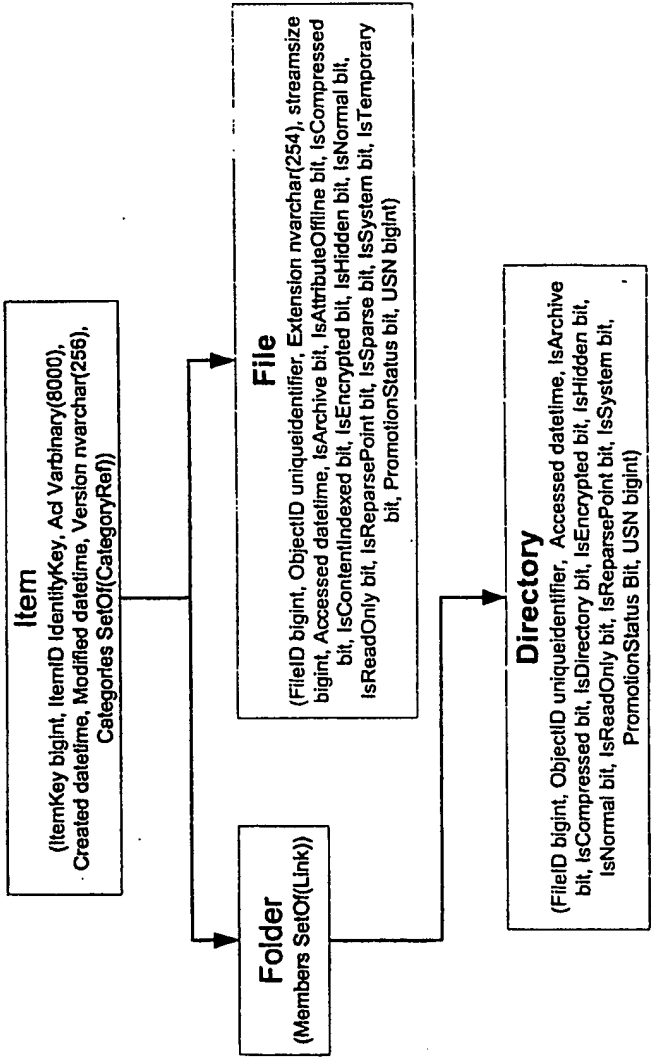 Item
(ItemKey bigint, ItemID IdentityKey, Acl Varbinary(8000),
Created datetime, Modified datetime, Version nvarchar(256),
Categories SetOf(CategoryRef))
Folder
(Members SetOf(Link))
File
(FileID bigint, ObjectID uniqueidentifier, Extension nvarchar(254), streamsize
bigint, Accessed datetime, IsArchive bit, IsAttributeOffline bit, IsCompressed
bit, IsContentIndexed bit, IsEncrypted bit, IsHidden bit, IsNormal bit,
IsReadOnly bit, IsReparsePoint bit, IsSparse bit, IsSystem bit, IsTemporary
bit, PromotionStatus bit, USN bigint)
Directory
(FileID bigint, ObjectID uniqueidentifier, Accessed datetime, IsArchive
bit, IsCompressed bit, IsDirectory bit, IsEncrypted bit, IsHidden bit,
IsNormal bit, IsReadOnly bit, IsReparsePoint bit, IsSystem bit,
PromotionStatus Bit, USN bigint)